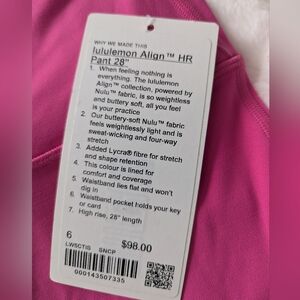 WHY WE MADE THIS
lululemon Align™ HR
Pant 28"
1. When feeling nothing is
everything. The lululemon
Align™ collection, powered by
Nulu™ fabric, is so weightless
and buttery soft, all you feel
is your practice
2. Our buttery-soft Nulu™ fabric
feels weightlessly light and is
sweat-wicking and four-way
stretch
3. Added Lycra® fibre for stretch
and shape retention
4. This colour is lined for
comfort and coverage
5. Waistband lies flat and won't
dig in
6. Waistband pocket holds your key
or card
7. High rise, 28" length
6 $98.00
LW5CTIS SNCP
000143507335